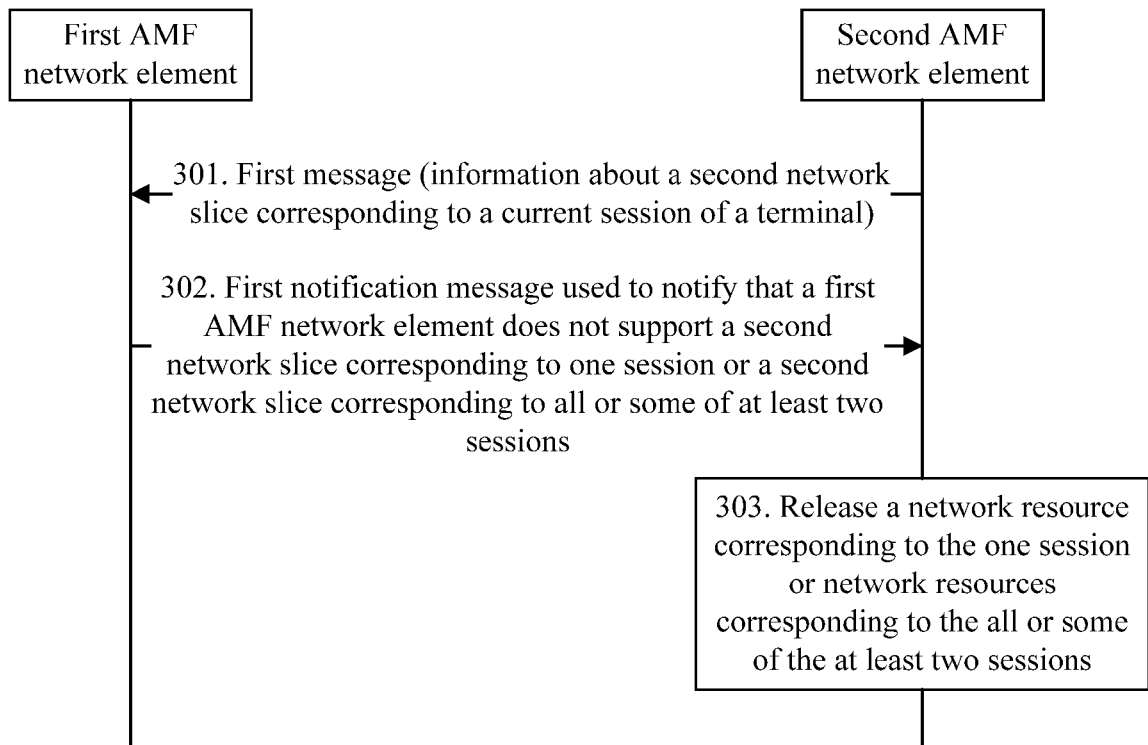 First AMF
network element
Second AMF
network element
301. First message (information about a second network
slice corresponding to a current session of a terminal)
302. First notification message used to notify that a first
AMF network element does not support a second
network slice corresponding to one session or a second
network slice corresponding to all or some of at least two
sessions
303. Release a network resource
corresponding to the one session
or network resources
corresponding to the all or some
of the at least two sessions